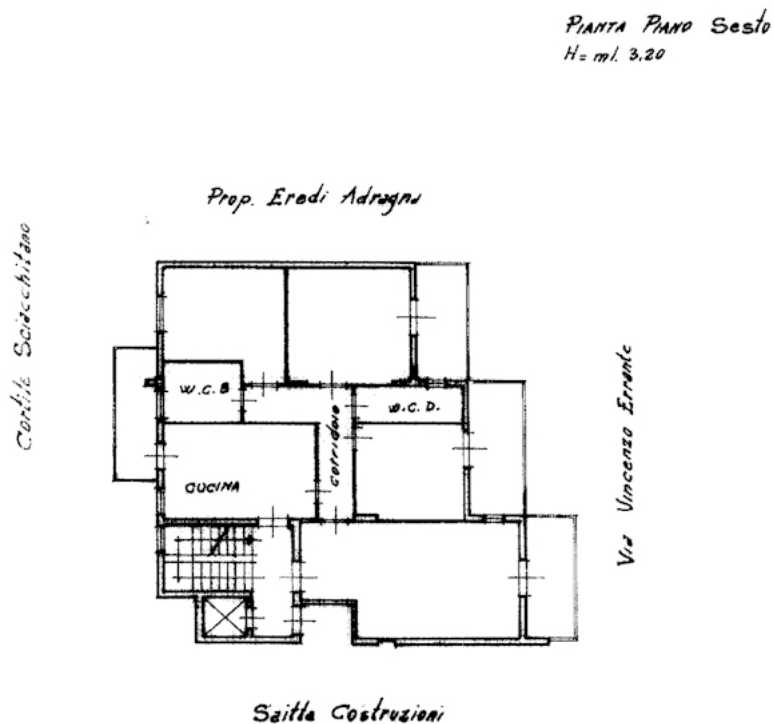 PIANTA PIANO Sesto
H= ml. 3,20
Prop. Eredi Adragna
Cortile Sciacchitano
W.C.B
W.C.D.
Corridoio
CUCINA
Via Vincenzo Errante
Saitta Costruzioni